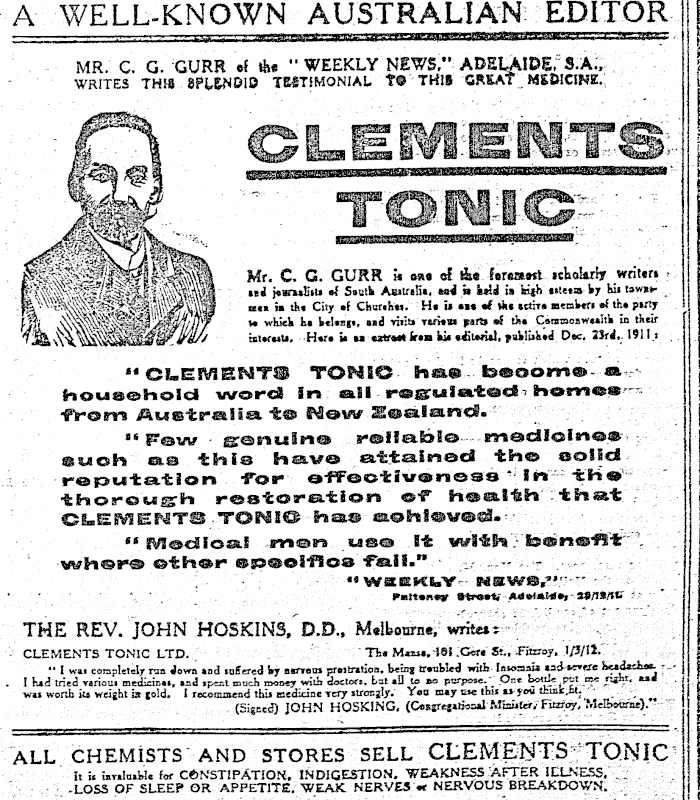 A WELL-KNOWN AUSTRALIAN EDITOR
MR. C. G. GURR of the "WEEKLY NEWS," ADELAIDE, S.A.,
WRITES THIS SPLENDID TESTIMONIAL TO THIS GREAT MEDICINE.
CLEMENTS
TONIC
Mr. C. G. GURR is one of the foremost scholarly writers
and journalists of South Australia, and is held in high esteem by his towns-
men in the City of Churches. He is one of the active members of the party
to which he belongs, and visits various parts of the Commonwealth in their
interests. Here is an extract from his editorial, published Dec. 23rd, 1911:
"CLEMENTS TONIC has become a
household word in all regulated homes
from Australia to New Zealand.
"Few genuine reliable medicines
such as this have attained the solid
reputation for effectiveness in the
thorough restoration of health that
CLEMENTS TONIC has achieved.
"Medical men use it with benefit
where other specifics fail."
"WEEKLY NEWS,"
Pulteney Street, Adelaide,
THE REV. JOHN HOSKINS, D.D., Melbourne, writes:
CLEMENTS TONIC LTD. The Manse, 101 Gore St., Fitzroy, 1/3/12.
"I was completely run down and suffered by nervous prostration, being troubled with Insomnia and severe headaches.
I had tried various medicines, and spent much money with doctors, but all to no purpose. One bottle put me right, and
was worth its weight in gold. I recommend this medicine very strongly. You may use this as you think fit.
(Signed) JOHN HOSKING, (Congregational Minister, Fitzroy, Melbourne)."
ALL CHEMISTS AND STORES SELL CLEMENTS TONIC
It is invaluable for CONSTIPATION, INDIGESTION, WEAKNESS AFTER ILLNESS,
LOSS OF SLEEP OR APPETITE, WEAK NERVES or NERVOUS BREAKDOWN.